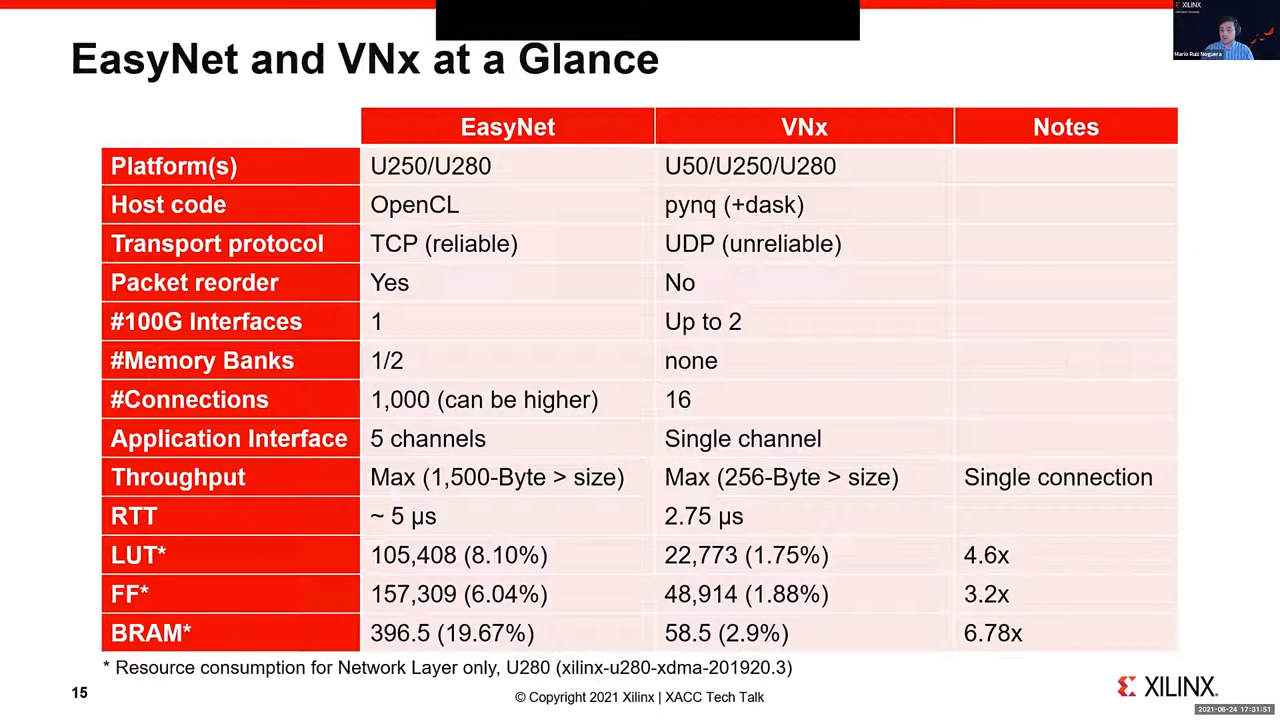 XILINX
Mario Ruiz Noguera
EasyNet and VNx at a Glance
EasyNet VNx Notes
Platform(s) U250/U280 U50/U250/U280
Host code OpenCL pynq (+dask)
Transport protocol TCP (reliable) UDP (unreliable)
Packet reorder Yes No
#100G Interfaces 1 Up to 2
#Memory Banks 1/2 none
#Connections 1,000 (can be higher) 16
Application Interface 5 channels Single channel
Throughput Max (1,500-Byte > size) Max (256-Byte > size) Single connection
RTT ~ 5 µs 2.75 µs
LUT* 105,408 (8.10%) 22,773 (1.75%) 4.6x
FF* 157,309 (6.04%) 48,914 (1.88%) 3.2x
BRAM* 396.5 (19.67%) 58.5 (2.9%) 6.78x
* Resource consumption for Network Layer only, U280 (xilinx-u280-xdma-201920.3)
15 © Copyright 2021 Xilinx | XACC Tech Talk XILINX.
2021-06-24 17:31:51